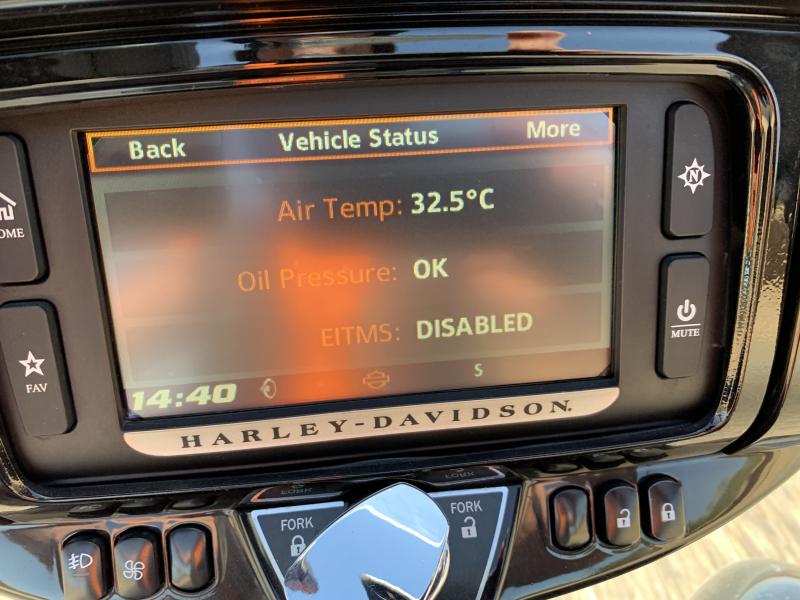 Back Vehicle Status More
Air Temp: 32.5°C
Oil Pressure: OK
EITMS: DISABLED
14:40 S
HARLEY-DAVIDSON
N
MUTE
FAV
FORK
FORK